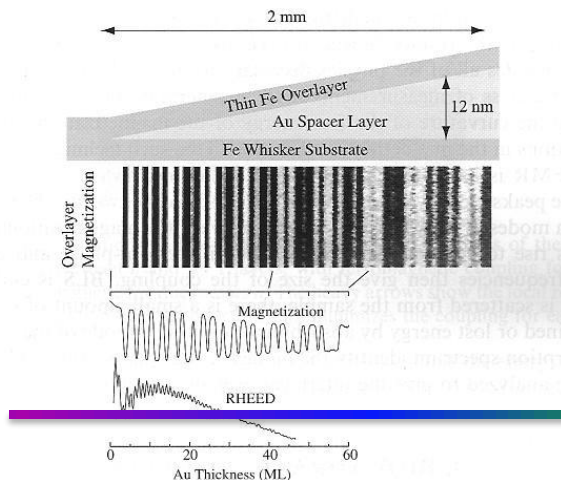 2 mm
Thin Fe Overlayer
12 nm
Au Spacer Layer
Fe Whisker Substrate
Overlayer
Magnetization
Magnetization
RHEED
0 20 40 60
Au Thickness (ML)